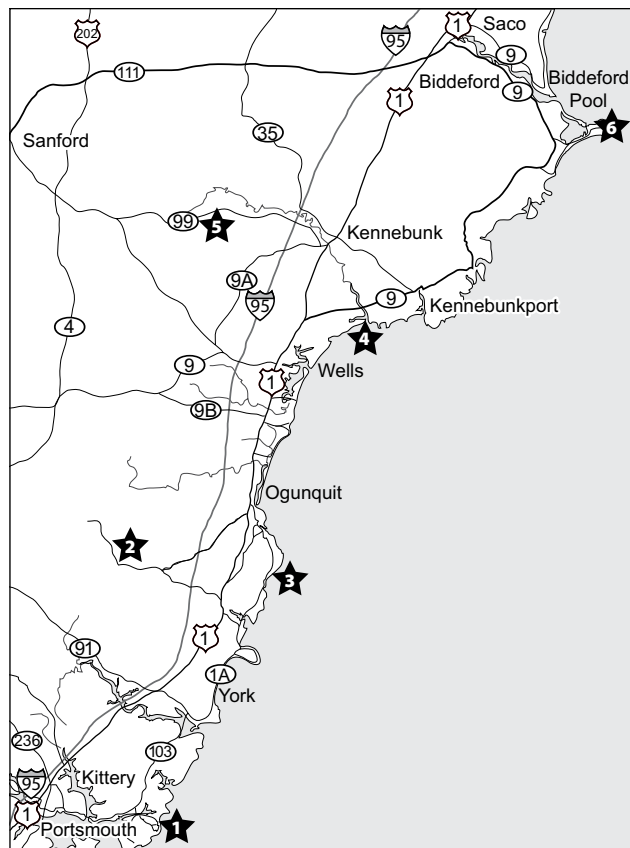 1
Saco
202
95
9
111
Biddeford
9
Biddeford
Pool
1
6
Sanford
35
99
5
Kennebunk
9A
95
9
Kennebunkport
4
4
9
Wells
1
9B
Ogunquit
2
3
1
91
1A
York
236
103
95
Kittery
1
Portsmouth
1